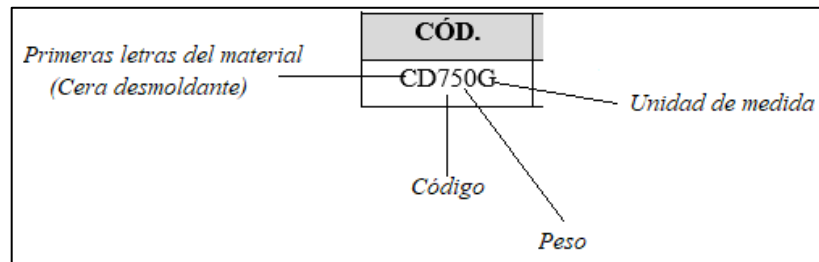 CÓD.
Primeras letras del material
(Cera desmoldante)
CD750G
Unidad de medida
Código
Peso